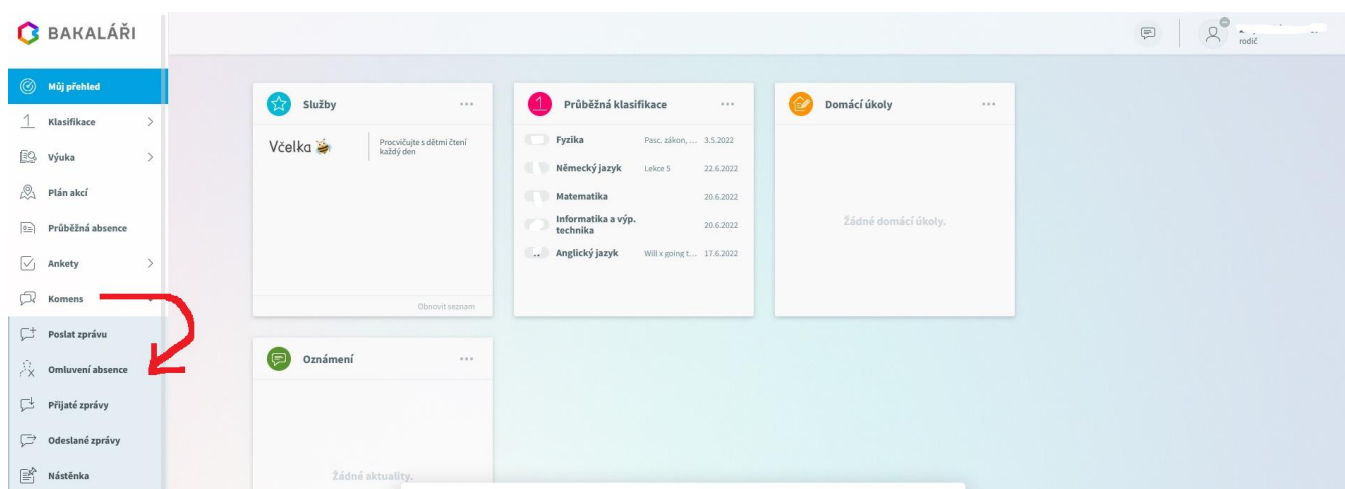 BAKALÁŘI
rodič
Můj přehled
Klasifikace
Výuka
Plán akcí
Průběžná absence
Ankety
Komens
Poslat zprávu
Omluvení absence
Přijaté zprávy
Odeslané zprávy
Nástěnka
Služby
Včelka
Procvičujte s dětmi čtení
každý den
Obnovit seznam
Průběžná klasifikace
Fyzika Pasc. zákon, ... 3.5.2022
Německý jazyk Lekce 5 22.6.2022
Matematika 20.6.2022
Informatika a výp.
technika 20.6.2022
Anglický jazyk Will x going t... 17.6.2022
Domácí úkoly
Žádné domácí úkoly.
Oznámení
Žádné aktuality.